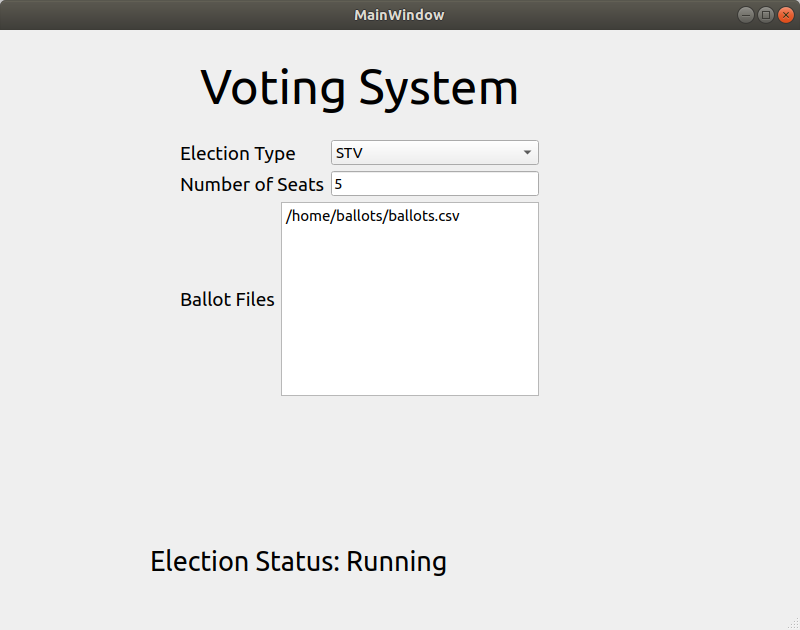 MainWindow
Voting System
Election Type STV
Number of Seats 5
/home/ballots/ballots.csv
Ballot Files
Election Status: Running